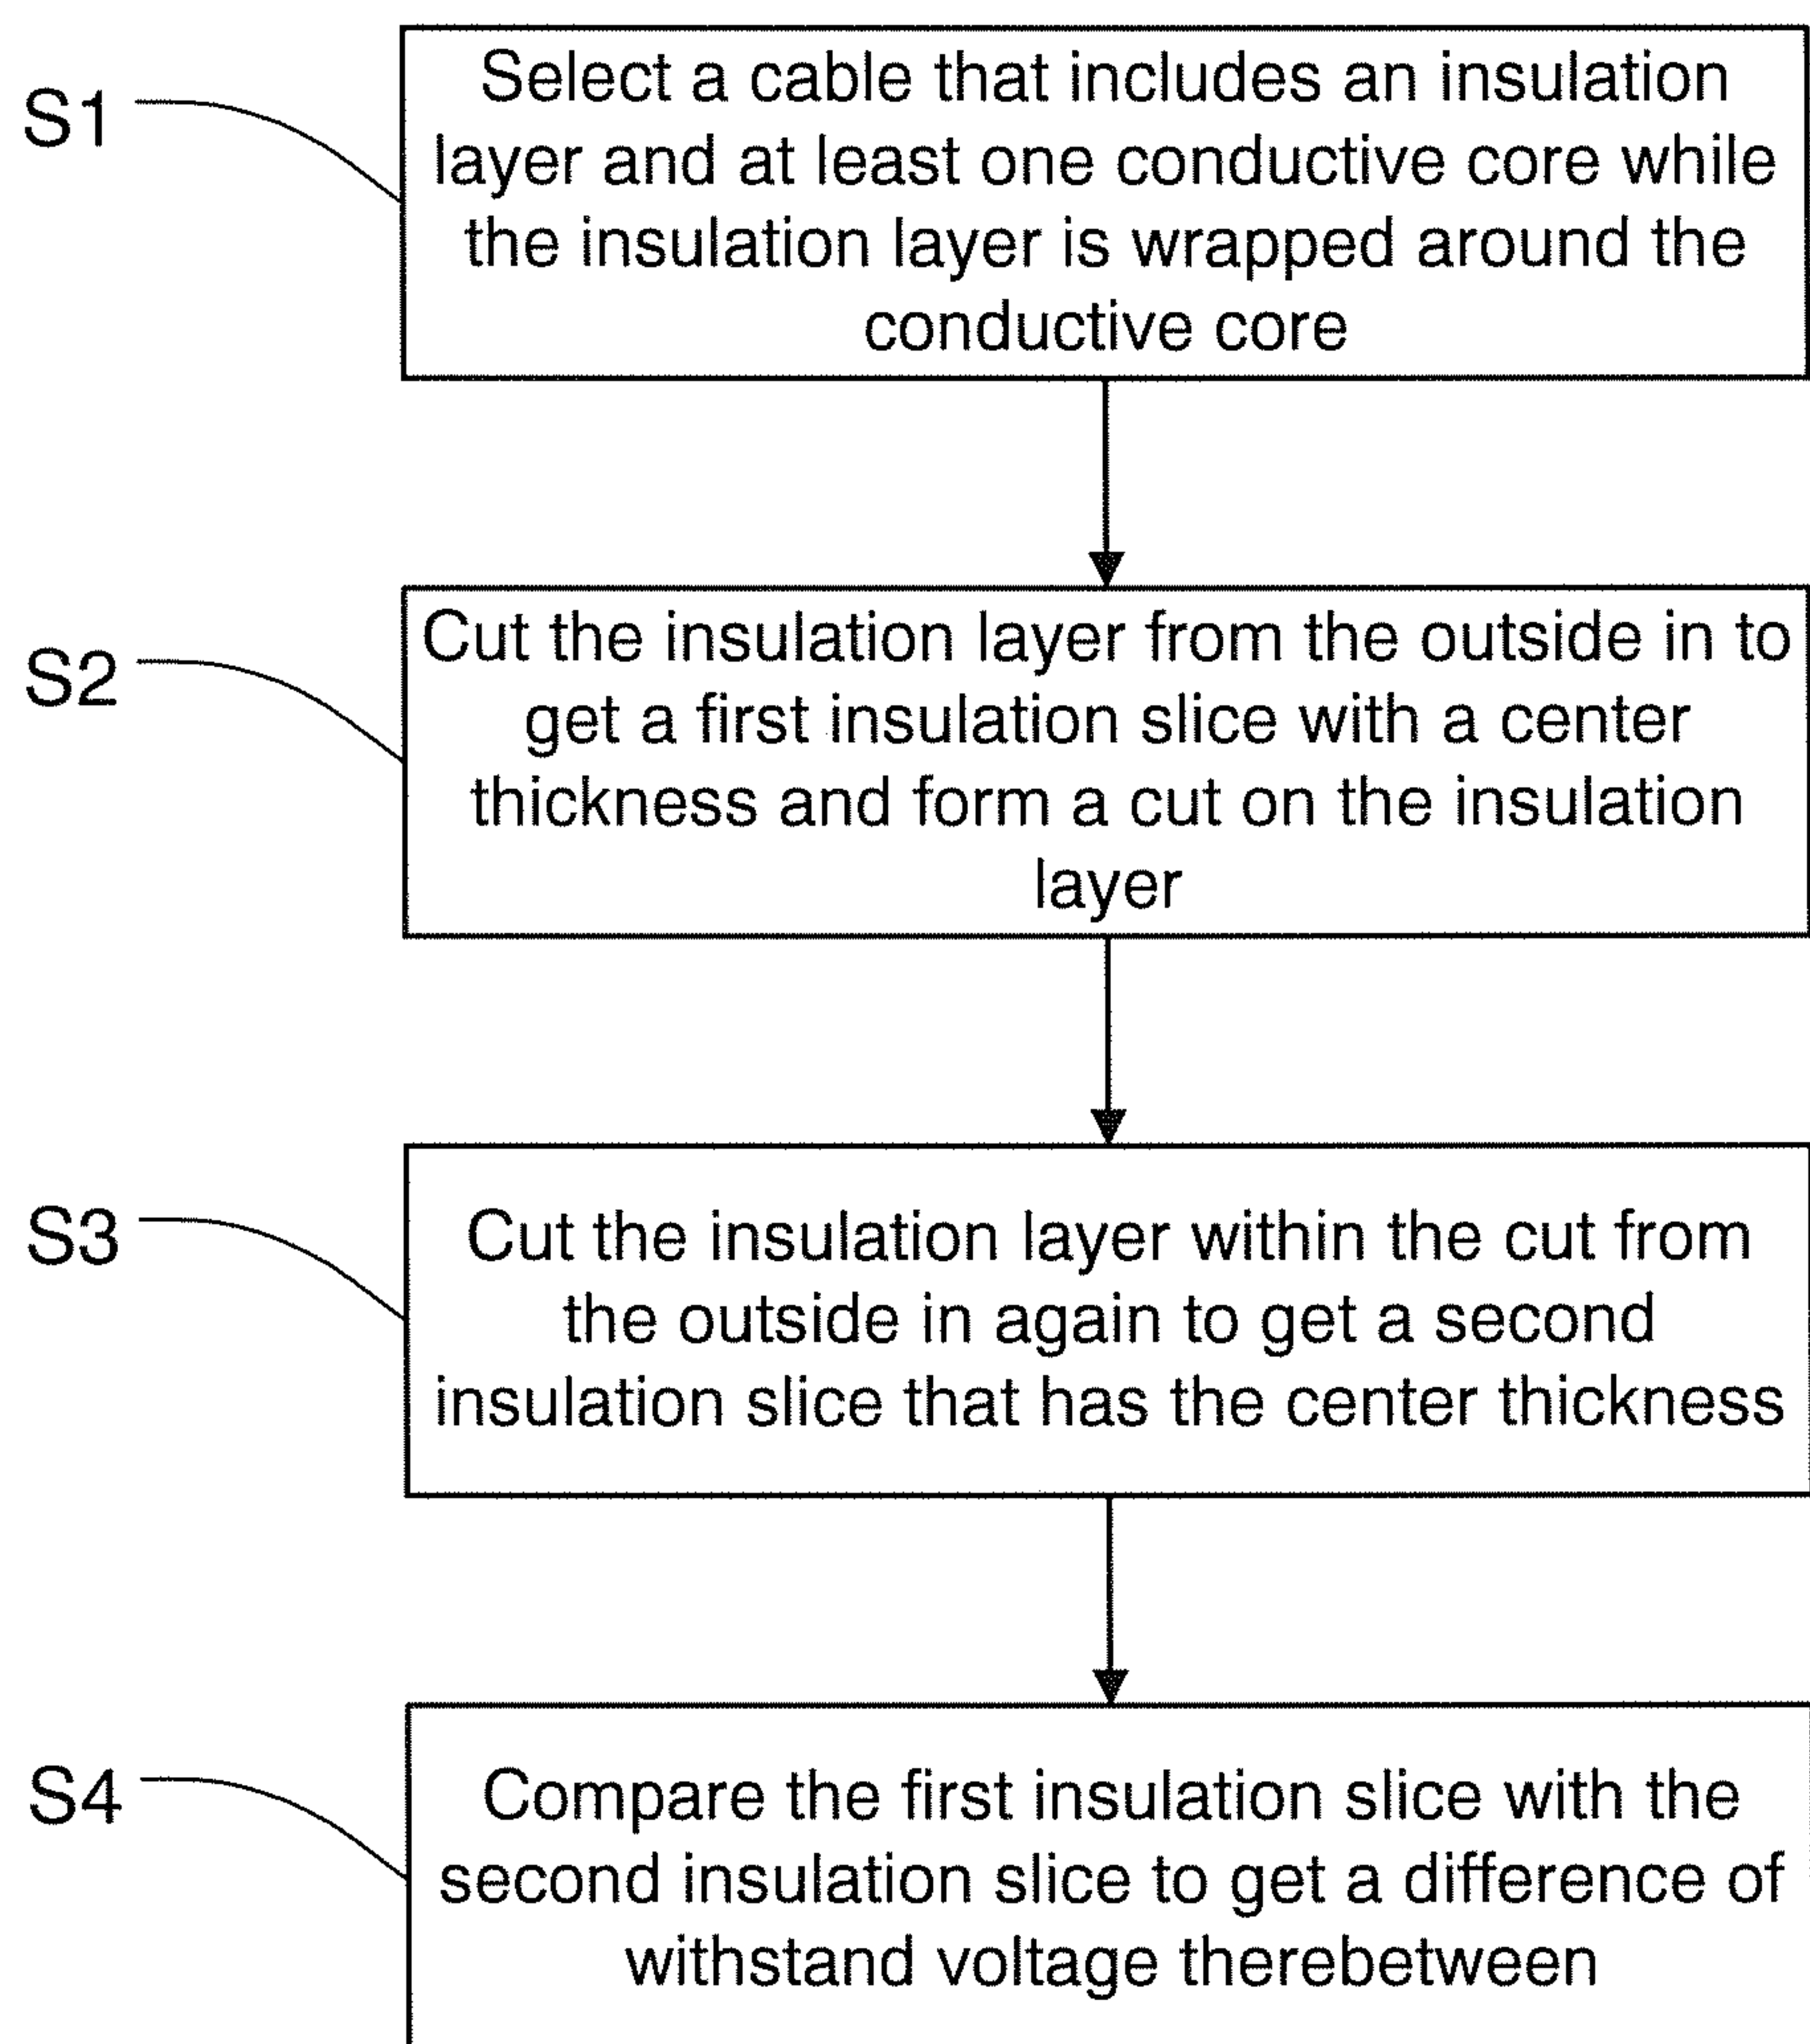 S1
Select a cable that includes an insulation
layer and at least one conductive core while
the insulation layer is wrapped around the
conductive core
S2
Cut the insulation layer from the outside in to
get a first insulation slice with a center
thickness and form a cut on the insulation
layer
S3
Cut the insulation layer within the cut from
the outside in again to get a second
insulation slice that has the center thickness
S4
Compare the first insulation slice with the
second insulation slice to get a difference of
withstand voltage therebetween